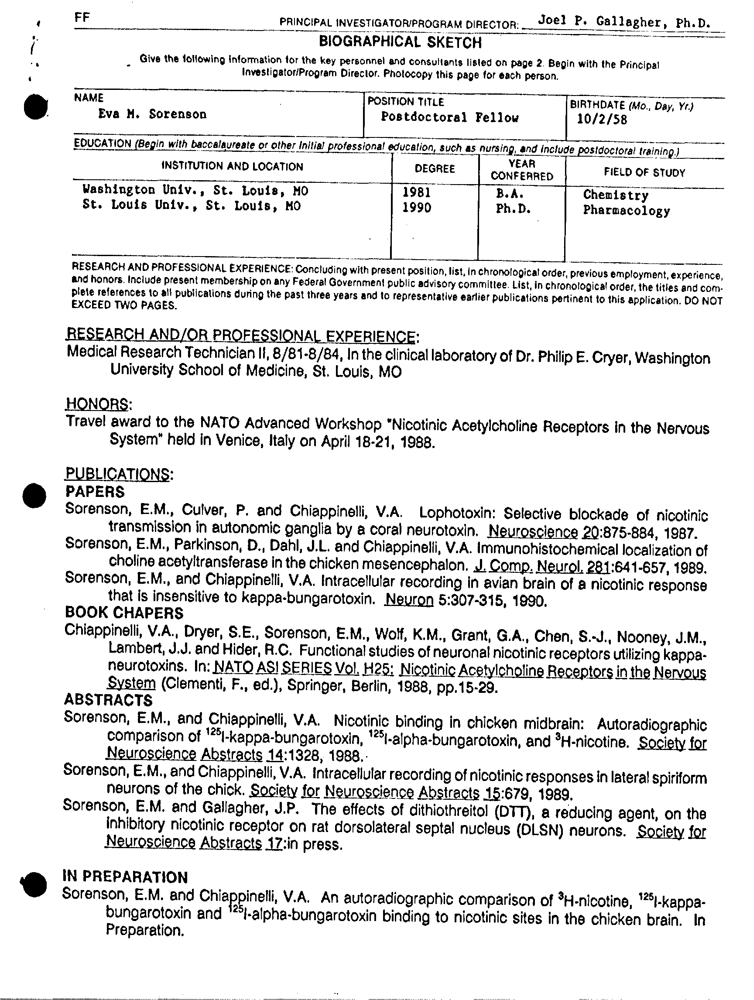 FF
PRINCIPAL INVESTIGATOR/PROGRAM DIRECTOR: Joel P. Gallagher, Ph.D.
BIOGRAPHICAL SKETCH
Give the following information for the key personnel and consultants listed on page 2. Begin with the Principal
Investigator/Program Director. Photocopy this page for each person.
NAME POSITION TITLE BIRTHDATE (Mo., Day, Yr.)
Eva M. Sorenson Postdoctoral Fellow 10/2/58
EDUCATION (Begin with baccalaureate or other initial professional education, such as nursing, and include postdoctoral training.)
INSTITUTION AND LOCATION DEGREE YEAR CONFERRED FIELD OF STUDY
Washington Univ., St. Louis, MO 1981 B.A. Chemistry
St. Louis Univ., St. Louis, MO 1990 Ph.D. Pharmacology
RESEARCH AND PROFESSIONAL EXPERIENCE: Concluding with present position, list, in chronological order, previous employment, experience,
and honors. Include present membership on any Federal Government public advisory committee. List, in chronological order, the titles and com-
plete references to all publications during the past three years and to representative earlier publications pertinent to this application. DO NOT
EXCEED TWO PAGES.
RESEARCH AND/OR PROFESSIONAL EXPERIENCE:
Medical Research Technician II, 8/81-8/84, In the clinical laboratory of Dr. Philip E. Cryer, Washington
University School of Medicine, St. Louis, MO
HONORS:
Travel award to the NATO Advanced Workshop "Nicotinic Acetylcholine Receptors in the Nervous
System" held in Venice, Italy on April 18-21, 1988.
PUBLICATIONS:
PAPERS
Sorenson, E.M., Culver, P. and Chiappinelli, V.A. Lophotoxin: Selective blockade of nicotinic
transmission in autonomic ganglia by a coral neurotoxin. Neuroscience 20:875-884, 1987.
Sorenson, E.M., Parkinson, D., Dahl, J.L. and Chiappinelli, V.A. Immunohistochemical localization of
choline acetyltransferase in the chicken mesencephalon. J. Comp. Neurol. 281:641-657, 1989.
Sorenson, E.M., and Chiappinelli, V.A. Intracellular recording in avian brain of a nicotinic response
that is insensitive to kappa-bungarotoxin. Neuron 5:307-315, 1990.
BOOK CHAPERS
Chiappinelli, V.A., Dryer, S.E., Sorenson, E.M., Wolf, K.M., Grant, G.A., Chen, S.-J., Nooney, J.M.,
Lambert, J.J. and Hider, R.C. Functional studies of neuronal nicotinic receptors utilizing kappa-
neurotoxins. In: NATO ASI SERIES Vol. H25: Nicotinic Acetylcholine Receptors in the Nervous
System (Clementi, F., ed.), Springer, Berlin, 1988, pp.15-29.
ABSTRACTS
Sorenson, E.M., and Chiappinelli, V.A. Nicotinic binding in chicken midbrain: Autoradiographic
comparison of ¹²⁵I-kappa-bungarotoxin, ¹²⁵I-alpha-bungarotoxin, and ³H-nicotine. Society for
Neuroscience Abstracts 14:1328, 1988.
Sorenson, E.M., and Chiappinelli, V.A. Intracellular recording of nicotinic responses in lateral spiriform
neurons of the chick. Society for Neuroscience Abstracts 15:679, 1989.
Sorenson, E.M. and Gallagher, J.P. The effects of dithiothreitol (DTT), a reducing agent, on the
inhibitory nicotinic receptor on rat dorsolateral septal nucleus (DLSN) neurons. Society for
Neuroscience Abstracts 17:in press.
IN PREPARATION
Sorenson, E.M. and Chiappinelli, V.A. An autoradiographic comparison of ³H-nicotine, ¹²⁵I-kappa-
bungarotoxin and ¹²⁵I-alpha-bungarotoxin binding to nicotinic sites in the chicken brain. In
Preparation.